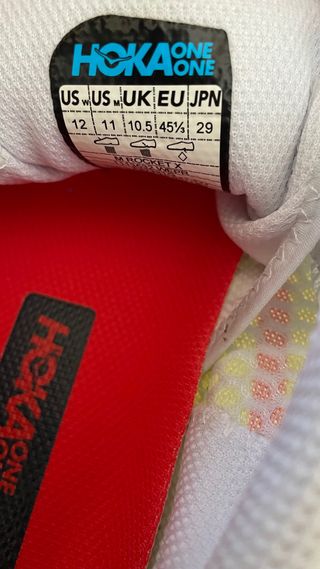 HOKA ONE ONE
US W US M UK EU JPN
12 11 10.5 45⅓ 29
M ROCKET X
HOKA ONE ONE